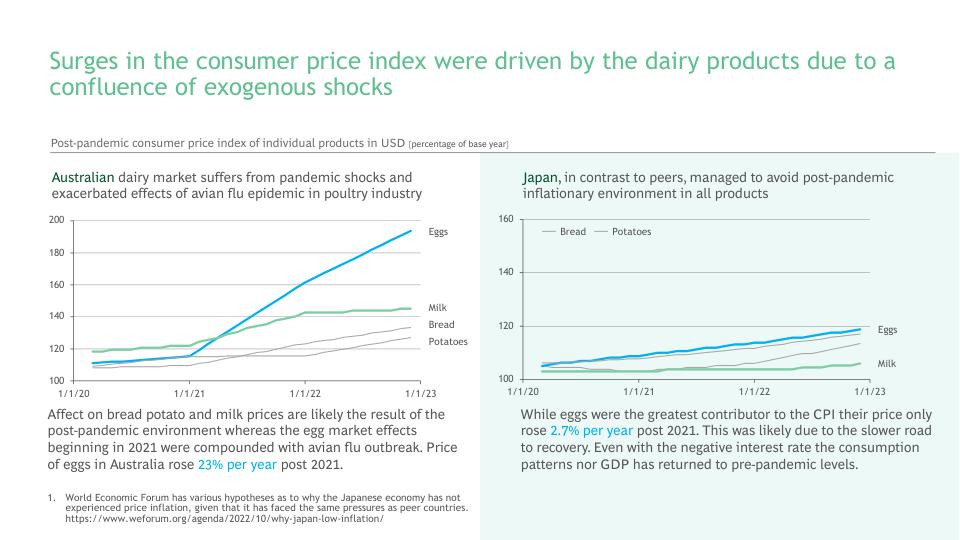 Surges in the consumer price index were driven by the dairy products due to a
confluence of exogenous shocks
Post-pandemic consumer price index of individual products in USD [percentage of base year]
Australian dairy market suffers from pandemic shocks and
exacerbated effects of avian flu epidemic in poultry industry
200
180
160
140
120
100
1/1/20
1/1/21
1/1/22
1/1/23
Eggs
Milk
Bread
Potatoes
Affect on bread potato and milk prices are likely the result of the
post-pandemic environment whereas the egg market effects
beginning in 2021 were compounded with avian flu outbreak. Price
of eggs in Australia rose 23% per year post 2021.
1. World Economic Forum has various hypotheses as to why the Japanese economy has not
experienced price inflation, given that it has faced the same pressures as peer countries.
https://www.weforum.org/agenda/2022/10/why-japan-low-inflation/
Japan, in contrast to peers, managed to avoid post-pandemic
inflationary environment in all products
160
140
120
100
Bread Potatoes
1/1/20
1/1/21
1/1/22
1/1/23
Eggs
Milk
While eggs were the greatest contributor to the CPI their price only
rose 2.7% per year post 2021. This was likely due to the slower road
to recovery. Even with the negative interest rate the consumption
patterns nor GDP has returned to pre-pandemic levels.